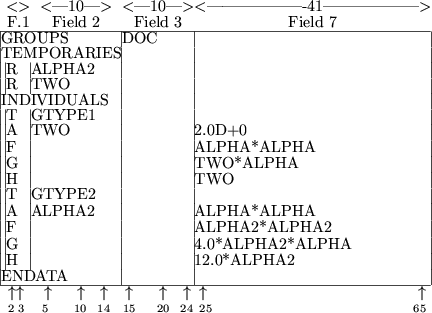 <> <—10—> <—10—> <—41—>
F.1 Field 2 Field 3 Field 7
GROUPS DOC
TEMPORARIES
R ALPHA2
R TWO
INDIVIDUALS
T GTYPE1
A TWO 2.0D+0
F ALPHA*ALPHA
G TWO*ALPHA
H TWO
T GTYPE2
A ALPHA2 ALPHA*ALPHA
F ALPHA2*ALPHA2
G 4.0*ALPHA2*ALPHA
H 12.0*ALPHA2
ENDATA
↑↑ ↑ ↑ ↑ ↑ ↑ ↑ ↑ ↑
2 3 5 10 14 15 20 24 25 65